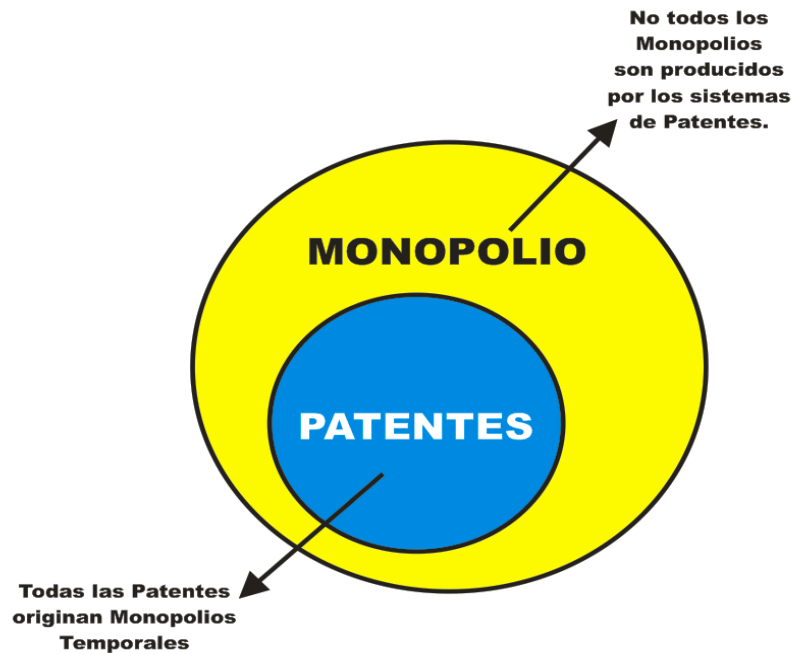 No todos los
Monopolios
son producidos
por los sistemas
de Patentes.
MONOPOLIO
PATENTES
Todas las Patentes
originan Monopolios
Temporales